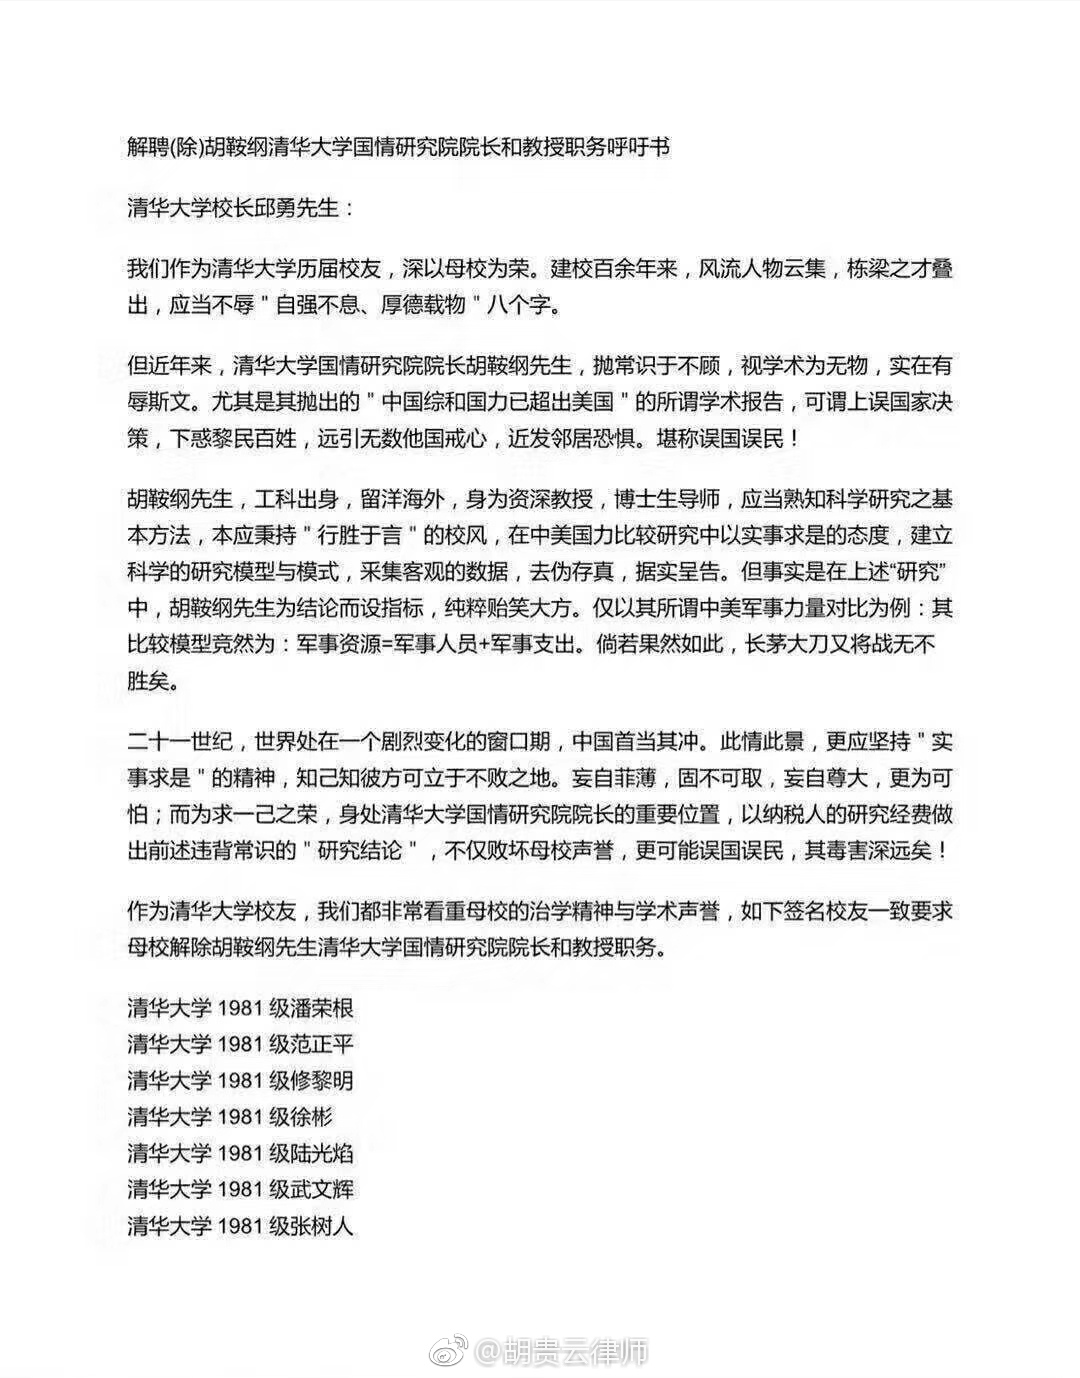 解聘(除)胡鞍纲清华大学国情研究院院长和教授职务呼吁书
清华大学校长邱勇先生：
我们作为清华大学历届校友，深以母校为荣。建校百余年来，风流人物云集，栋梁之才叠
出，应当不辱＂自强不息、厚德载物＂八个字。
但近年来，清华大学国情研究院院长胡鞍纲先生，抛常识于不顾，视学术为无物，实在有
辱斯文。尤其是其抛出的＂中国综和国力已超出美国＂的所谓学术报告，可谓上误国家决
策，下惑黎民百姓，远引无数他国戒心，近发邻居恐惧。堪称误国误民！
胡鞍纲先生，工科出身，留洋海外，身为资深教授，博士生导师，应当熟知科学研究之基
本方法，本应秉持＂行胜于言＂的校风，在中美国力比较研究中以实事求是的态度，建立
科学的研究模型与模式，采集客观的数据，去伪存真，据实呈告。但事实是在上述“研究”
中，胡鞍纲先生为结论而设指标，纯粹贻笑大方。仅以其所谓中美军事力量对比为例：其
比较模型竟然为：军事资源=军事人员+军事支出。倘若果然如此，长茅大刀又将战无不
胜矣。
二十一世纪，世界处在一个剧烈变化的窗口期，中国首当其冲。此情此景，更应坚持＂实
事求是＂的精神，知己知彼方可立于不败之地。妄自菲薄，固不可取，妄自尊大，更为可
怕；而为求一己之荣，身处清华大学国情研究院院长的重要位置，以纳税人的研究经费做
出前述违背常识的＂研究结论＂，不仅败坏母校声誉，更可能误国误民，其毒害深远矣！
作为清华大学校友，我们都非常看重母校的治学精神与学术声誉，如下签名校友一致要求
母校解除胡鞍纲先生清华大学国情研究院院长和教授职务。
清华大学 1981 级潘荣根
清华大学 1981 级范正平
清华大学 1981 级修黎明
清华大学 1981 级徐彬
清华大学 1981 级陆光焰
清华大学 1981 级武文辉
清华大学 1981 级张树人
@胡贵云律师